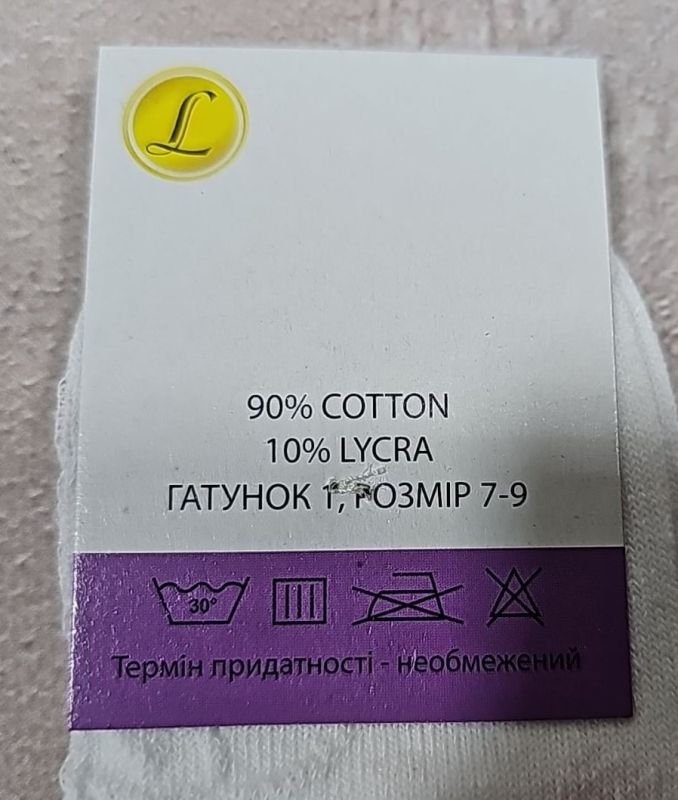 L
90% COTTON
10% LYCRA
ГАТУНОК 1, РОЗМІР 7-9
30°
Термін придатності - необмежений